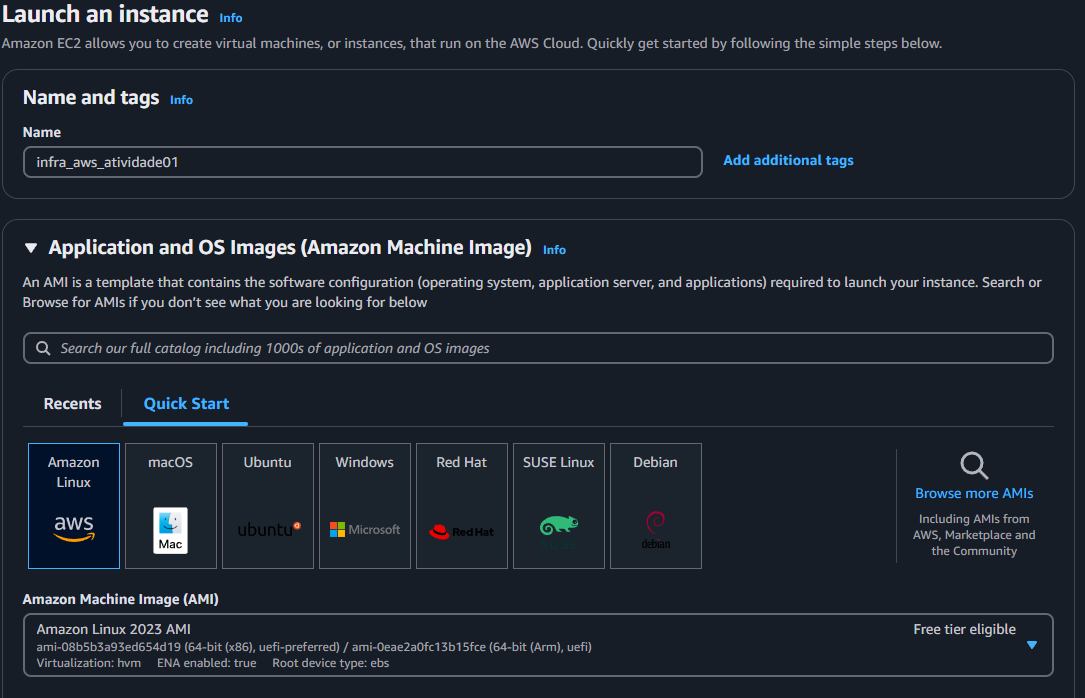 Launch an instance Info
Amazon EC2 allows you to create virtual machines, or instances, that run on the AWS Cloud. Quickly get started by following the simple steps below.
Name and tags Info
Name
infra_aws_atividade01
Add additional tags
Application and OS Images (Amazon Machine Image) Info
An AMI is a template that contains the software configuration (operating system, application server, and applications) required to launch your instance. Search or
Browse for AMIs if you don’t see what you are looking for below
Search our full catalog including 1000s of application and OS images
Recents
Quick Start
Amazon
Linux
aws
macOS
Mac
Ubuntu
ubuntu
Windows
Microsoft
Red Hat
Red Hat
SUSE Linux
Debian
debian
Browse more AMIs
Including AMIs from
AWS, Marketplace and
the Community
Amazon Machine Image (AMI)
Amazon Linux 2023 AMI
Free tier eligible
ami-08b5b3a93ed654d19 (64-bit (x86), uefi-preferred) / ami-0eae2a0fc13b15fce (64-bit (Arm), uefi)
Virtualization: hvm ENA enabled: true Root device type: ebs